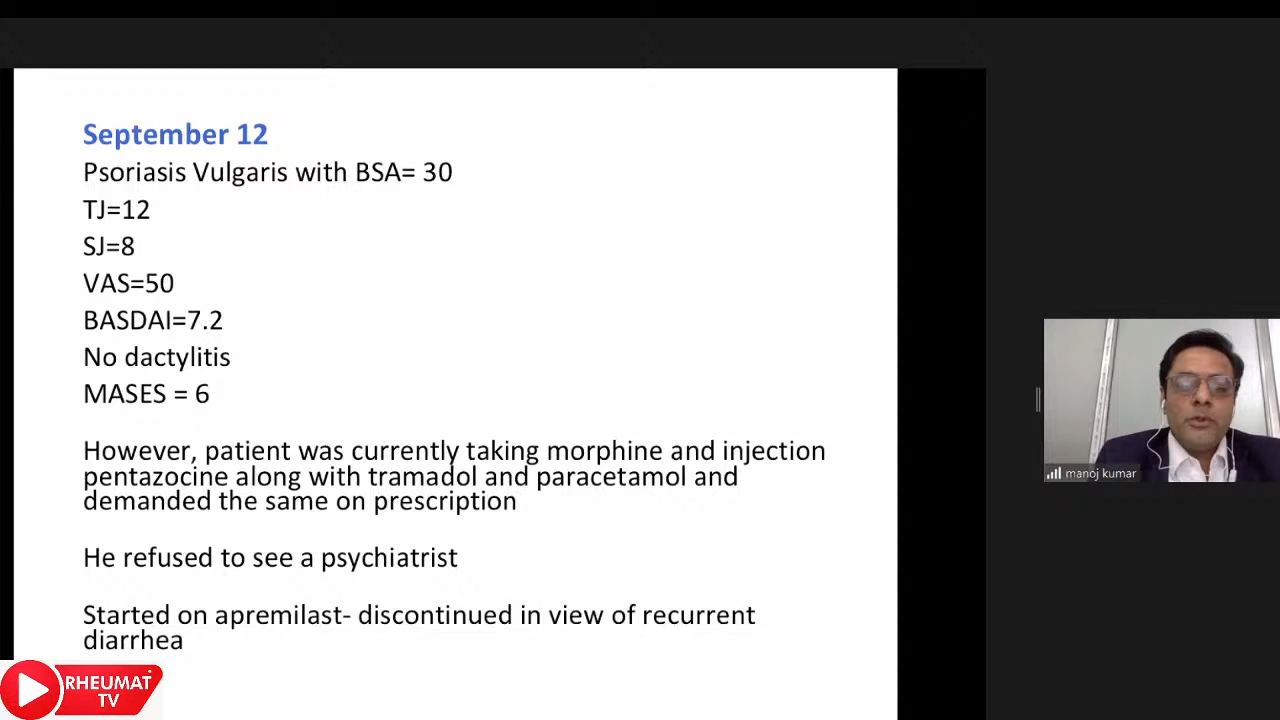 September 12
Psoriasis Vulgaris with BSA= 30
TJ=12
SJ=8
VAS=50
BASDAI=7.2
No dactylitis
MASES = 6
However, patient was currently taking morphine and injection
pentazocine along with tramadol and paracetamol and
demanded the same on prescription
He refused to see a psychiatrist
Started on apremilast- discontinued in view of recurrent
diarrhea
manoj kumar
RHEUMAT
TV